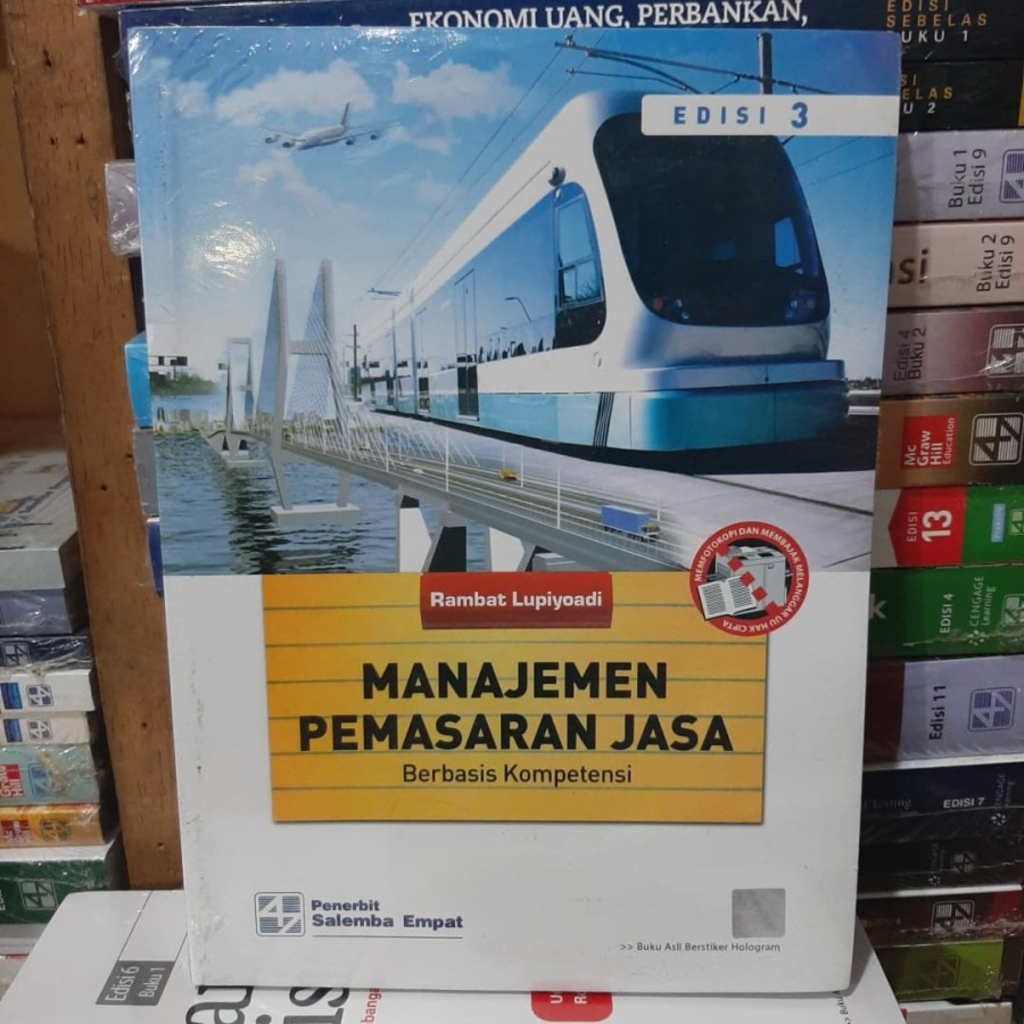 EKONOMI UANG, PERBANKAN,
EDISI
SEBELAS
BUKU 1
EDISI 3
Buku 1
Edisi 9
Buku 2
Edisi 9
Edisi 4
Buku 2
Mc
Graw
Hill
Education
EDISI
13
EDISI 4
CENGAGE
Learning
Edisi 11
EDISI 7
MEMFOTOKOPI DAN MEMBAJAK MELANGGAR UU HAK CIPTA
Rambat Lupiyoadi
MANAJEMEN
PEMASARAN JASA
Berbasis Kompetensi
Penerbit
Salemba Empat
>> Buku Asli Berstiker Hologram
Edisi 6
Buku 1